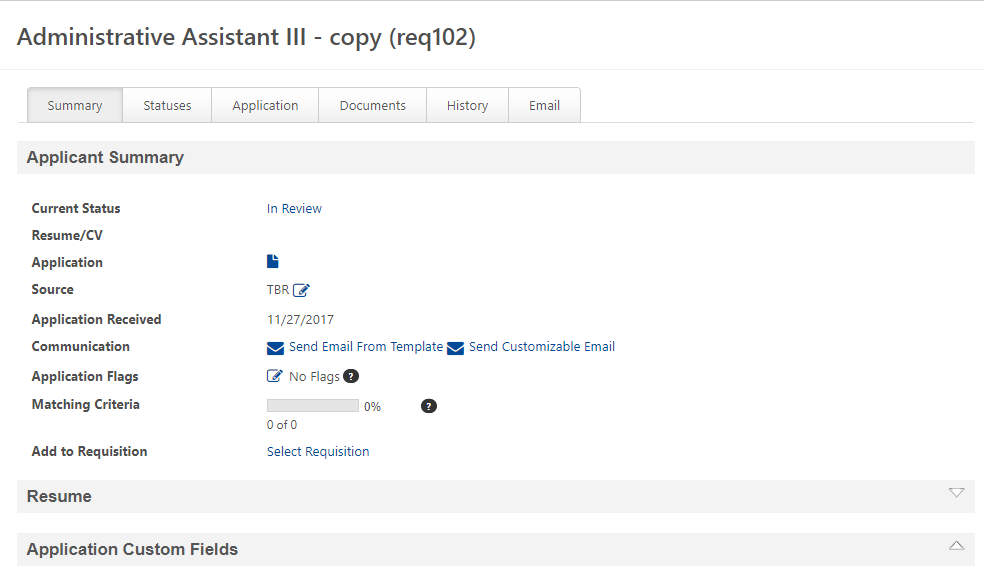 Administrative Assistant III - copy (req102)
Summary Statuses Application Documents History Email
Applicant Summary
Current Status In Review
Resume/CV
Application
Source TBR
Application Received 11/27/2017
Communication Send Email From Template Send Customizable Email
Application Flags No Flags ?
Matching Criteria 0% ?
0 of 0
Add to Requisition Select Requisition
Resume
Application Custom Fields